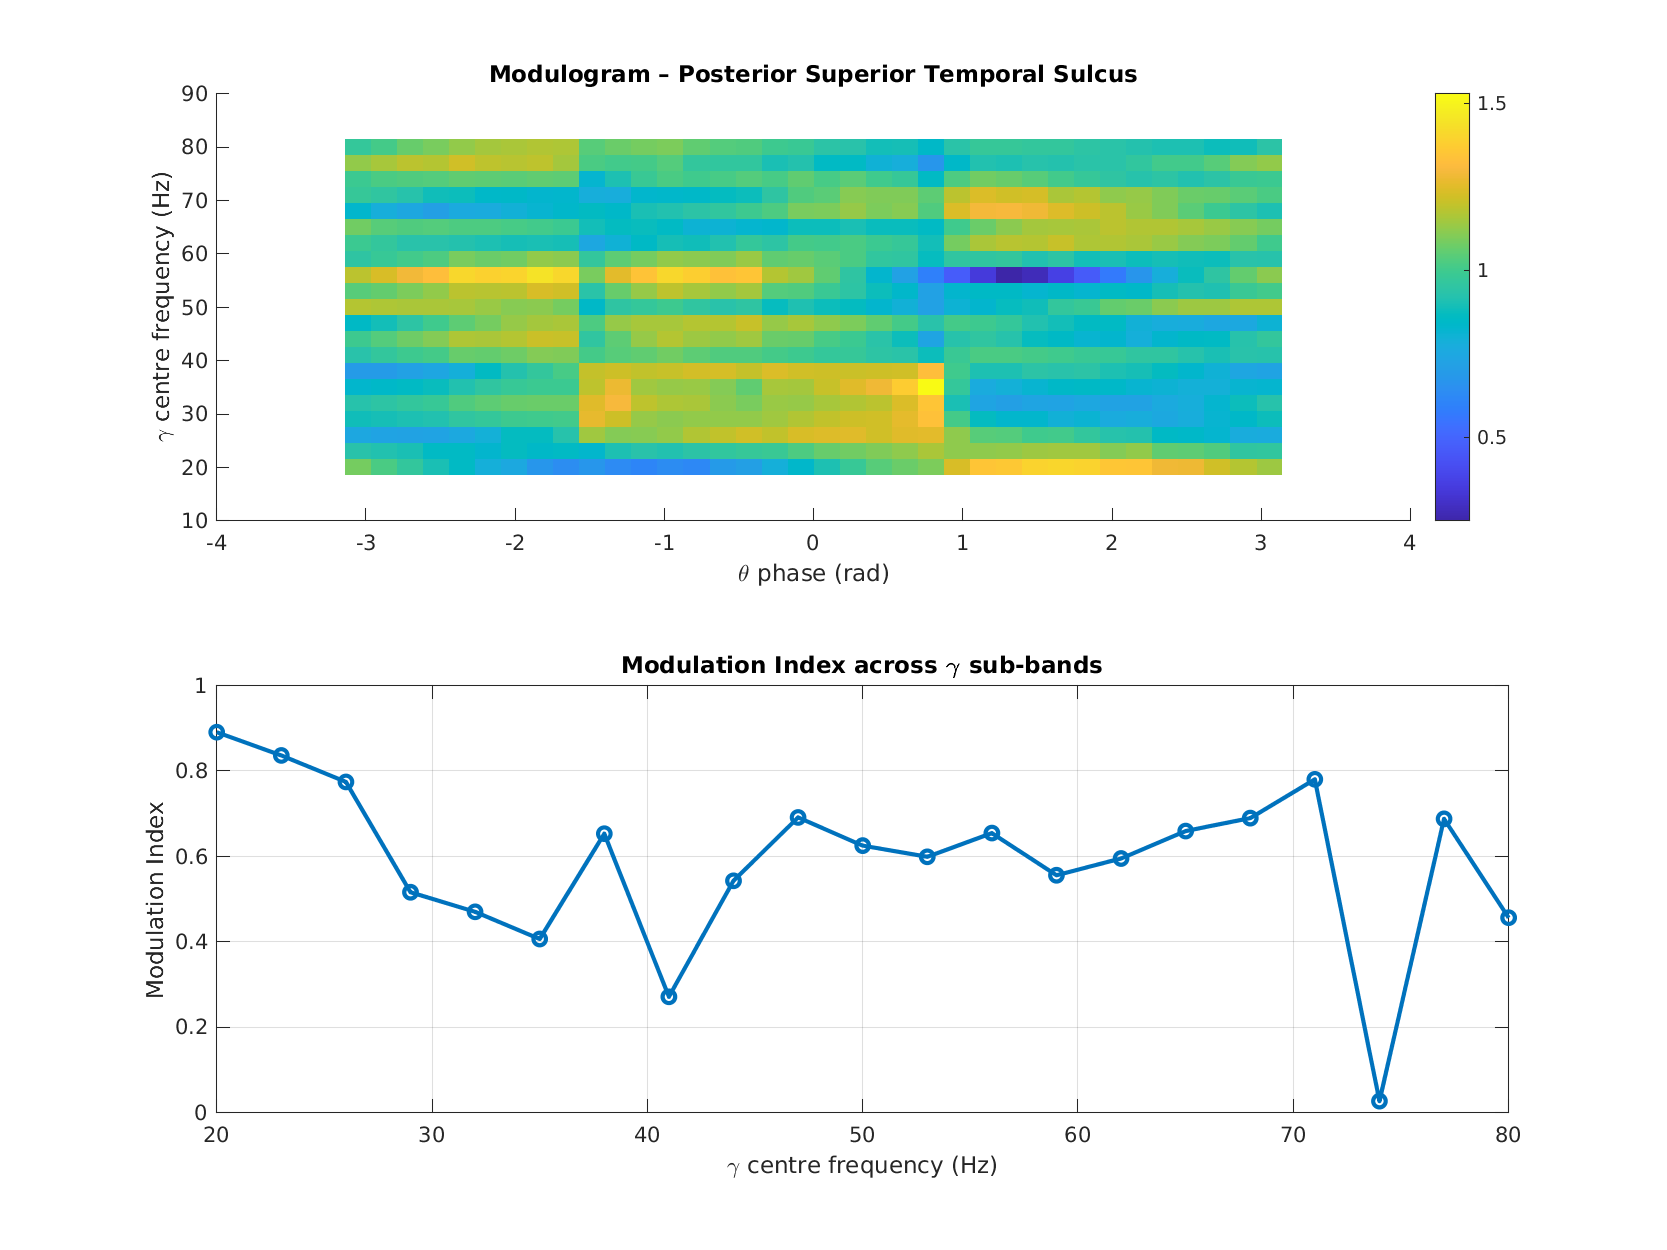 Modulogram – Posterior Superior Temporal Sulcus
90
80
70
60
50
40
30
20
10
γ centre frequency (Hz)
-4 -3 -2 -1 0 1 2 3 4
θ phase (rad)
1.5
1
0.5
Modulation Index across γ sub-bands
1
0.8
0.6
0.4
0.2
0
Modulation Index
20 30 40 50 60 70 80
γ centre frequency (Hz)